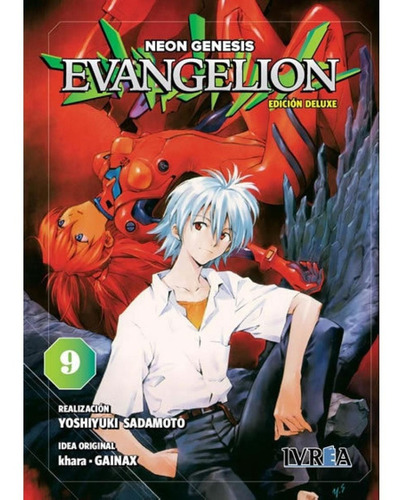 NEON GENESIS
EVANGELION
EDICIÓN DELUXE
9
REALIZACIÓN
YOSHIYUKI SADAMOTO
IDEA ORIGINAL
khara • GAINAX
IVREA